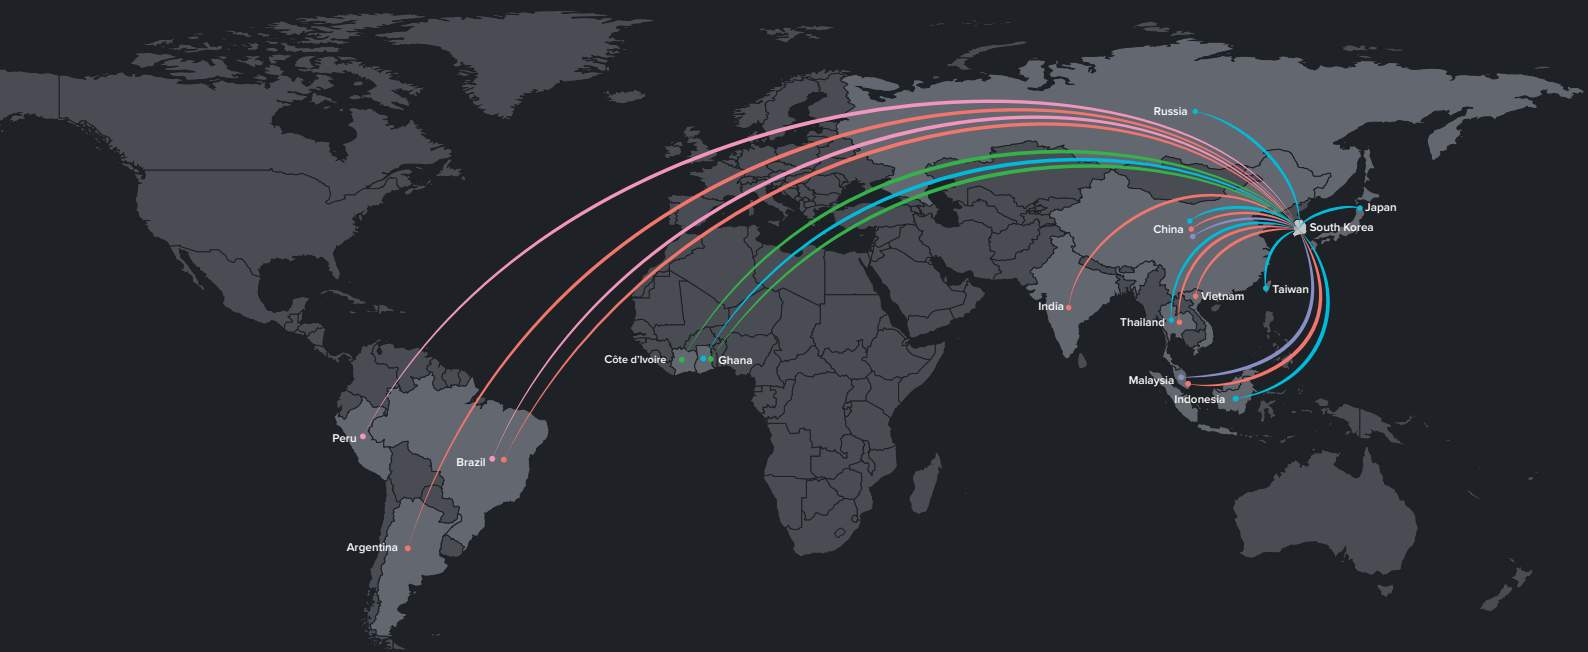 Russia
Japan
South Korea
China
Taiwan
Vietnam
India
Thailand
Côte d'Ivoire
Ghana
Malaysia
Indonesia
Peru
Brazil
Argentina